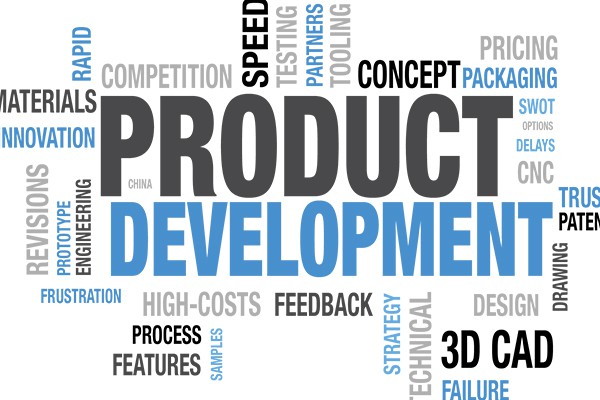 RAPID
COMPETITION
SPEED
TESTING
PARTNERS
TOOLING
CONCEPT
PRICING
PACKAGING
MATERIALS
INNOVATION
PRODUCT
SWOT
OPTIONS
DELAYS
CNC
CHINA
REVISIONS
PROTOTYPE
ENGINEERING
DEVELOPMENT
TRUS
PATEN
DRAWING
FRUSTRATION
HIGH-COSTS
FEEDBACK
STRATEGY
TECHNICAL
DESIGN
PROCESS
FEATURES
SAMPLES
3D CAD
FAILURE